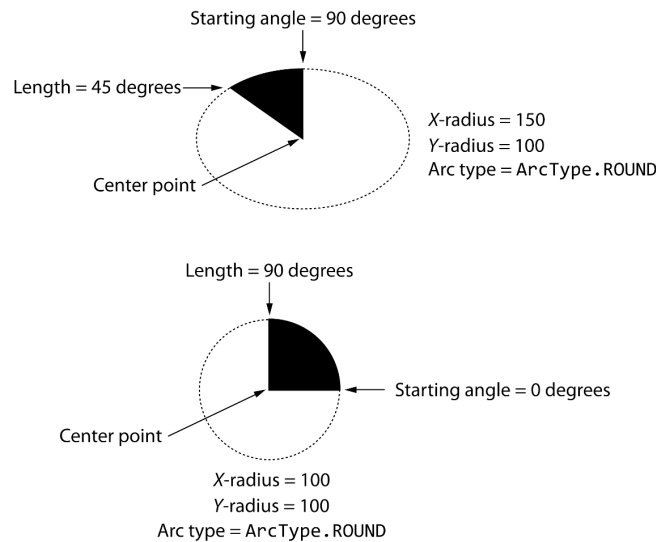 Starting angle = 90 degrees
Length = 45 degrees
X-radius = 150
Y-radius = 100
Arc type = ArcType.ROUND
Center point
Length = 90 degrees
Starting angle = 0 degrees
Center point
X-radius = 100
Y-radius = 100
Arc type = ArcType.ROUND